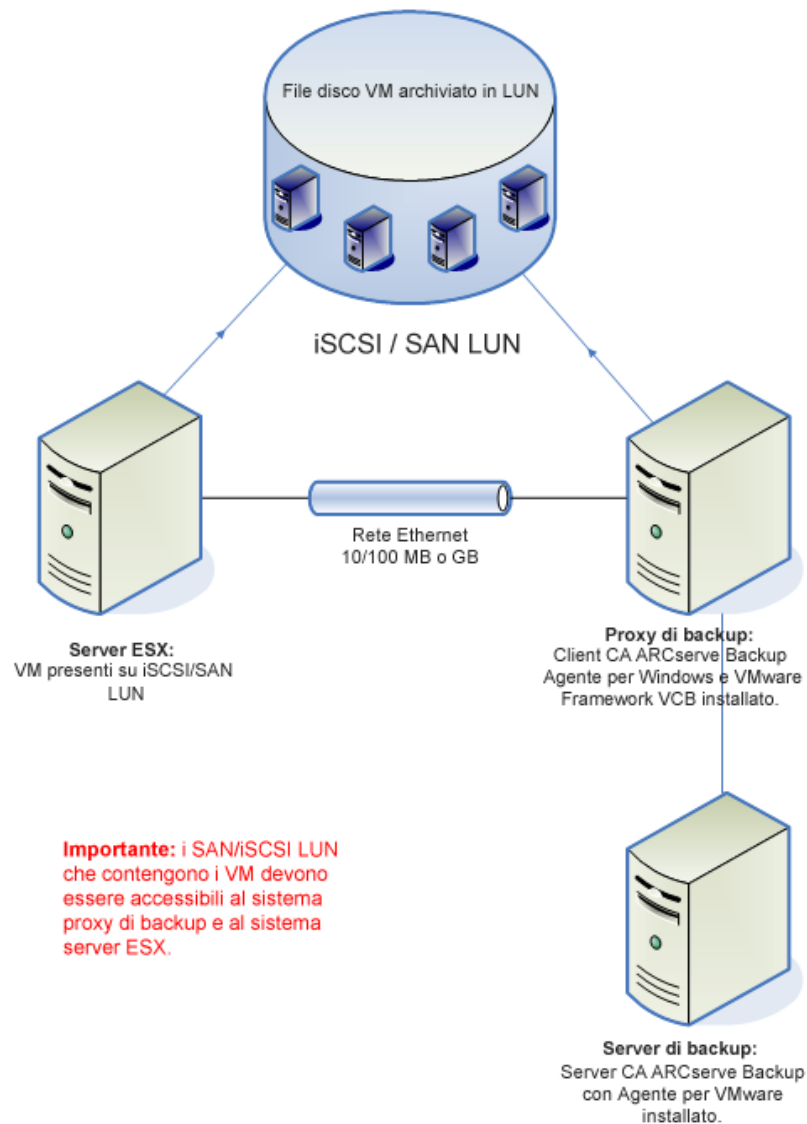 File disco VM archiviato in LUN
iSCSI / SAN LUN
Rete Ethernet
10/100 MB o GB
Server ESX:
VM presenti su iSCSI/SAN
LUN
Proxy di backup:
Client CA ARCserve Backup
Agente per Windows e VMware
Framework VCB installato.
Importante: i SAN/iSCSI LUN
che contengono i VM devono
essere accessibili al sistema
proxy di backup e al sistema
server ESX.
Server di backup:
Server CA ARCserve Backup
con Agente per VMware
installato.